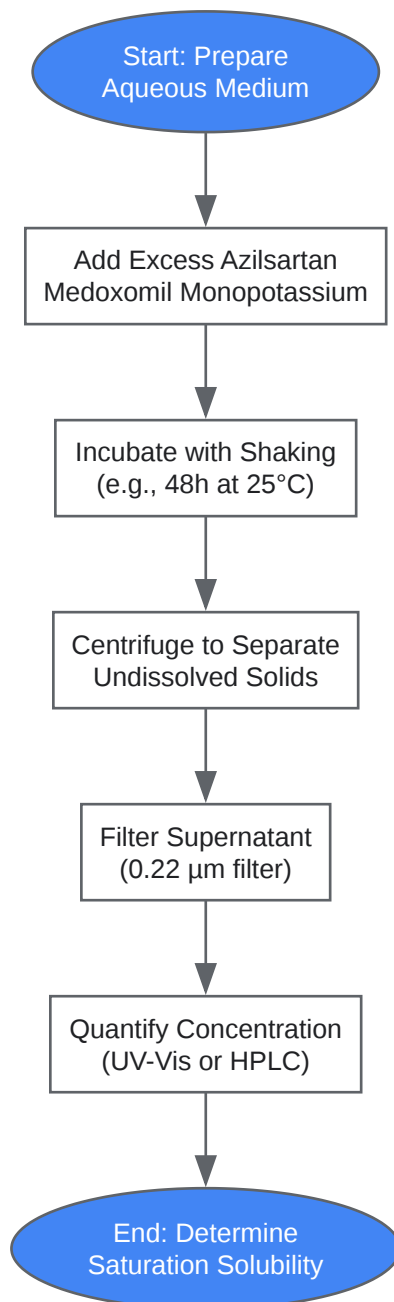 Start: Prepare
Aqueous Medium
Add Excess Azilsartan
Medoxomil Monopotassium
Incubate with Shaking
(e.g., 48h at 25°C)
Centrifuge to Separate
Undissolved Solids
Filter Supernatant
(0.22 µm filter)
Quantify Concentration
(UV-Vis or HPLC)
End: Determine
Saturation Solubility